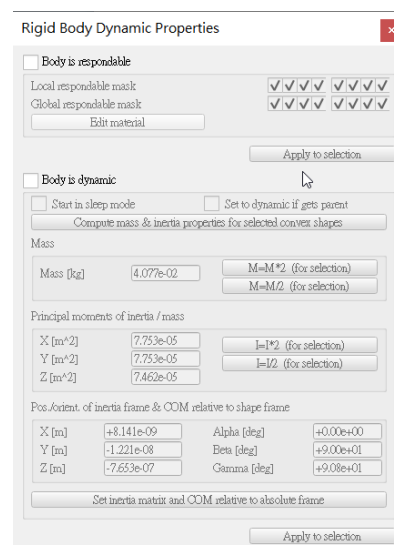 Rigid Body Dynamic Properties
Body is respondable
Local respondable mask
Global respondable mask
Edit material
Apply to selection
Body is dynamic
Start in sleep mode Set to dynamic if gets parent
Compute mass & inertia properties for selected convex shapes
Mass
Mass [kg] 4.077e-02 M=M*2 (for selection)
M=M/2 (for selection)
Principal moments of inertia / mass
X [m^2] 7.753e-05 I=I*2 (for selection)
Y [m^2] 7.753e-05 I=I/2 (for selection)
Z [m^2] 7.462e-05
Pos./orient. of inertia frame & COM relative to shape frame
X [m] +8.141e-09 Alpha [deg] +0.00e+00
Y [m] -1.221e-08 Beta [deg] +9.00e+01
Z [m] -7.653e-07 Gamma [deg] +9.08e+01
Set inertia matrix and COM relative to absolute frame
Apply to selection